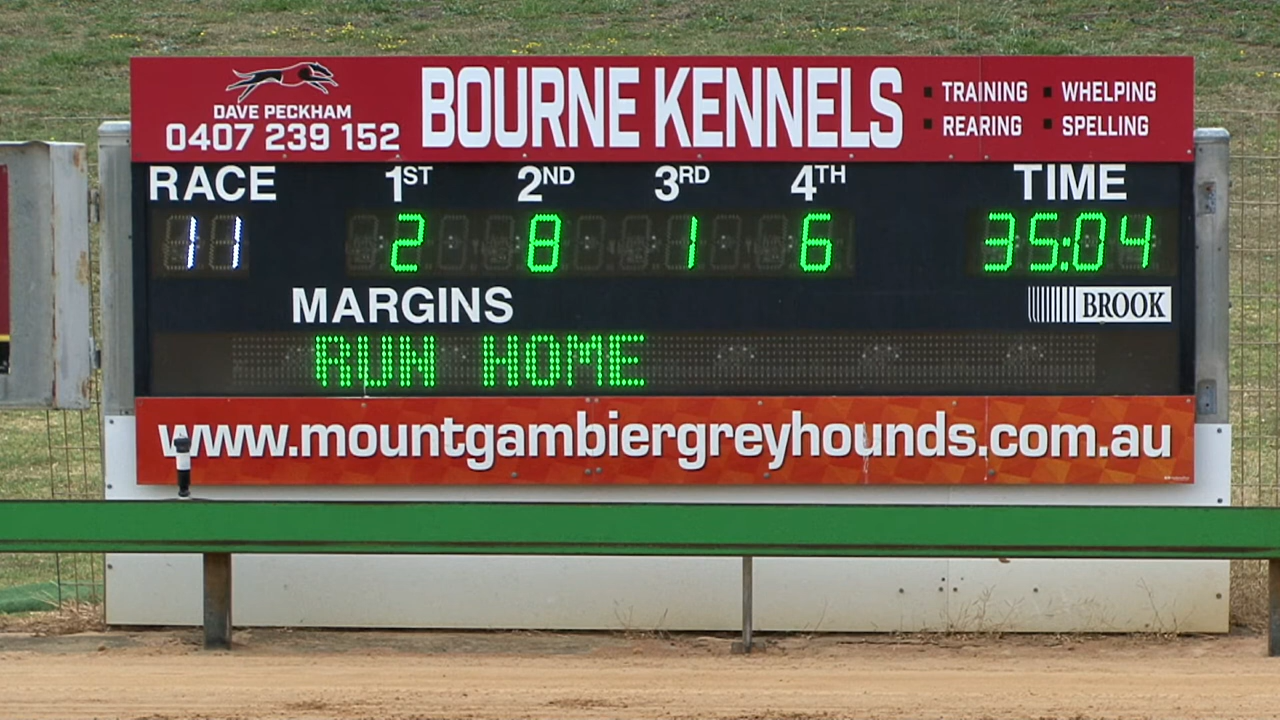 DAVE PECKHAM
0407 239 152
BOURNE KENNELS
▪ TRAINING ▪ WHELPING
▪ REARING ▪ SPELLING
RACE 1ST 2ND 3RD 4TH TIME
11 2 8 1 6 35:04
MARGINS
BROOK
RUN HOME
www.mountgambiergreyhounds.com.au